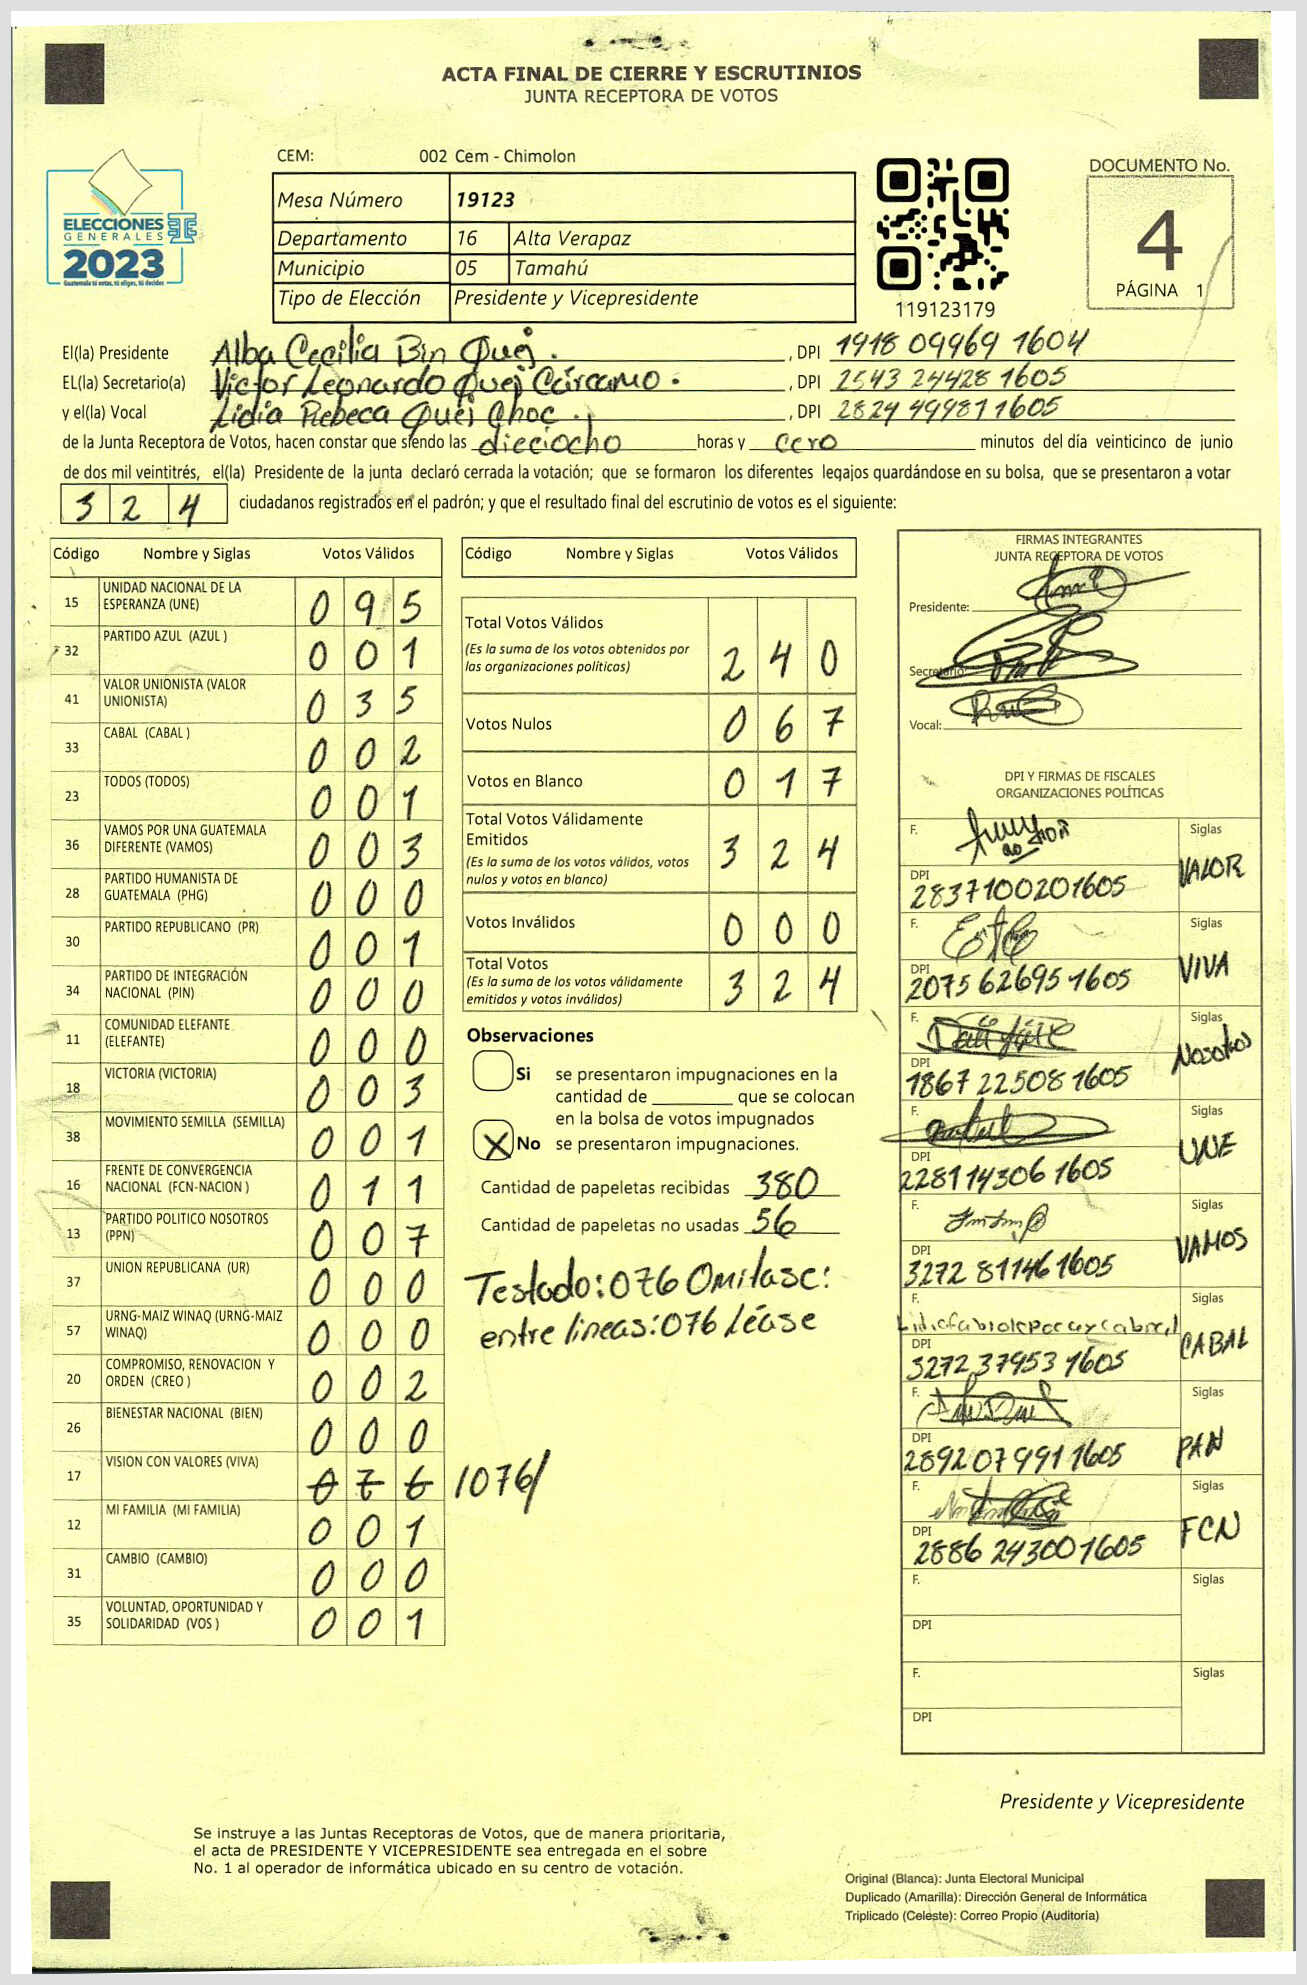 ACTA FINAL DE CIERRE Y ESCRUTINIOS
JUNTA RECEPTORA DE VOTOS
CEM: 002 Cem - Chimolon
DOCUMENTO No.
4
PÁGINA 1
ELECCIONES
GENERALES
2023
Guatemala tú votas, tú eliges, tú decides
Mesa Número 19123
Departamento 16 Alta Verapaz
Municipio 05 Tamahú
Tipo de Elección Presidente y Vicepresidente
119123179
El(la) Presidente Alba Cecilia Bin Quej. , DPI 1918 09969 1604
EL(la) Secretario(a) Victor Leonardo Quej Cárcamo. , DPI 2543 24428 1605
y el(la) Vocal Lidia Rebeca Quej Choc. , DPI 2824 49981 1605
de la Junta Receptora de Votos, hacen constar que siendo las dieciocho horas y cero minutos del día veinticinco de junio
de dos mil veintitrés, el(la) Presidente de la junta declaró cerrada la votación; que se formaron los diferentes legajos guardándose en su bolsa, que se presentaron a votar
3 2 4 ciudadanos registrados en el padrón; y que el resultado final del escrutinio de votos es el siguiente:
Código Nombre y Siglas Votos Válidos
15 UNIDAD NACIONAL DE LA ESPERANZA (UNE) 0 9 5
32 PARTIDO AZUL (AZUL ) 0 0 1
41 VALOR UNIONISTA (VALOR UNIONISTA) 0 3 5
33 CABAL (CABAL ) 0 0 2
23 TODOS (TODOS) 0 0 1
36 VAMOS POR UNA GUATEMALA DIFERENTE (VAMOS) 0 0 3
28 PARTIDO HUMANISTA DE GUATEMALA (PHG) 0 0 0
30 PARTIDO REPUBLICANO (PR) 0 0 1
34 PARTIDO DE INTEGRACIÓN NACIONAL (PIN) 0 0 0
11 COMUNIDAD ELEFANTE (ELEFANTE) 0 0 0
18 VICTORIA (VICTORIA) 0 0 3
38 MOVIMIENTO SEMILLA (SEMILLA) 0 0 1
16 FRENTE DE CONVERGENCIA NACIONAL (FCN-NACION ) 0 1 1
13 PARTIDO POLITICO NOSOTROS (PPN) 0 0 7
37 UNION REPUBLICANA (UR) 0 0 0
57 URNG-MAIZ WINAQ (URNG-MAIZ WINAQ) 0 0 0
20 COMPROMISO, RENOVACION Y ORDEN (CREO ) 0 0 2
26 BIENESTAR NACIONAL (BIEN) 0 0 0
17 VISION CON VALORES (VIVA) 0 7 6 /076/
12 MI FAMILIA (MI FAMILIA) 0 0 1
31 CAMBIO (CAMBIO) 0 0 0
35 VOLUNTAD, OPORTUNIDAD Y SOLIDARIDAD (VOS ) 0 0 1
Código Nombre y Siglas Votos Válidos
Total Votos Válidos 2 4 0
(Es la suma de los votos obtenidos por
las organizaciones políticas)
Votos Nulos 0 6 7
Votos en Blanco 0 1 7
Total Votos Válidamente
Emitidos 3 2 4
(Es la suma de los votos válidos, votos
nulos y votos en blanco)
Votos Inválidos 0 0 0
Total Votos 3 2 4
(Es la suma de los votos válidamente
emitidos y votos inválidos)
Observaciones
Si se presentaron impugnaciones en la
cantidad de ________ que se colocan
en la bolsa de votos impugnados
X No se presentaron impugnaciones.
Cantidad de papeletas recibidas 380
Cantidad de papeletas no usadas 56
Testado: 076 Omitase:
entre lineas: 076 Léase
FIRMAS INTEGRANTES
JUNTA RECEPTORA DE VOTOS
Presidente:
Secretario:
Vocal:
DPI Y FIRMAS DE FISCALES
ORGANIZACIONES POLÍTICAS
F. Siglas VALOR
DPI 2837100201605
F. Siglas VIVA
DPI 2075 62695 1605
F. Siglas Nosotros
DPI 1867 22508 1605
F. Siglas UNE
DPI 2281 14306 1605
F. Siglas VAMOS
DPI 3272 81146 1605
F. Siglas CABAL
DPI 3272 37953 1605
F. Siglas PAN
DPI 2892 07991 1605
F. Siglas FCN
DPI 2886 24300 1605
F. Siglas
DPI
F. Siglas
DPI
Presidente y Vicepresidente
Se instruye a las Juntas Receptoras de Votos, que de manera prioritaria,
el acta de PRESIDENTE Y VICEPRESIDENTE sea entregada en el sobre
No. 1 al operador de informática ubicado en su centro de votación.
Original (Blanca): Junta Electoral Municipal
Duplicado (Amarilla): Dirección General de Informática
Triplicado (Celeste): Correo Propio (Auditoría)